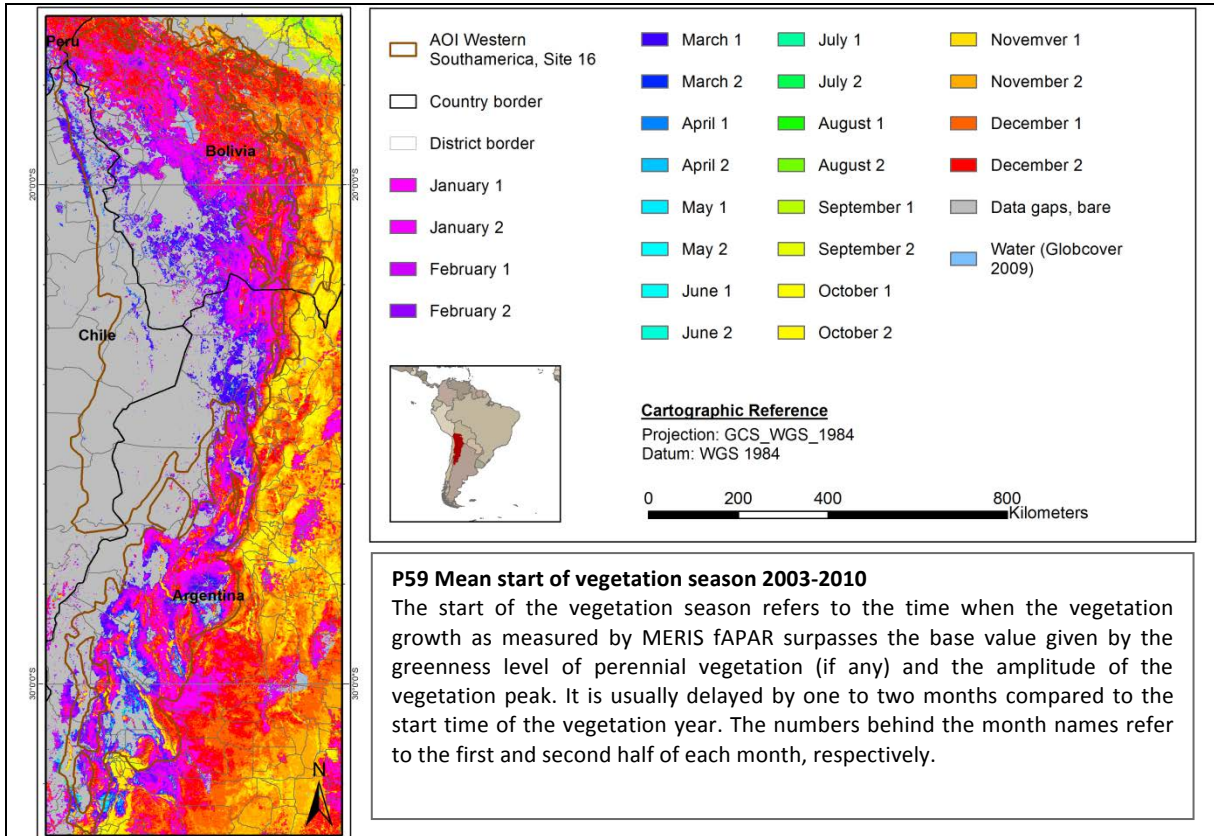 Peru
Bolivia
20°0'0"S
20°0'0"S
Chile
Argentina
30°0'0"S
30°0'0"S
N
AOI Western
Southamerica, Site 16
Country border
District border
January 1
January 2
February 1
February 2
March 1
March 2
April 1
April 2
May 1
May 2
June 1
June 2
July 1
July 2
August 1
August 2
September 1
September 2
October 1
October 2
Novemver 1
November 2
December 1
December 2
Data gaps, bare
Water (Globcover
2009)
Cartographic Reference
Projection: GCS_WGS_1984
Datum: WGS 1984
0 200 400 800
Kilometers
P59 Mean start of vegetation season 2003-2010
The start of the vegetation season refers to the time when the vegetation
growth as measured by MERIS fAPAR surpasses the base value given by the
greenness level of perennial vegetation (if any) and the amplitude of the
vegetation peak. It is usually delayed by one to two months compared to the
start time of the vegetation year. The numbers behind the month names refer
to the first and second half of each month, respectively.